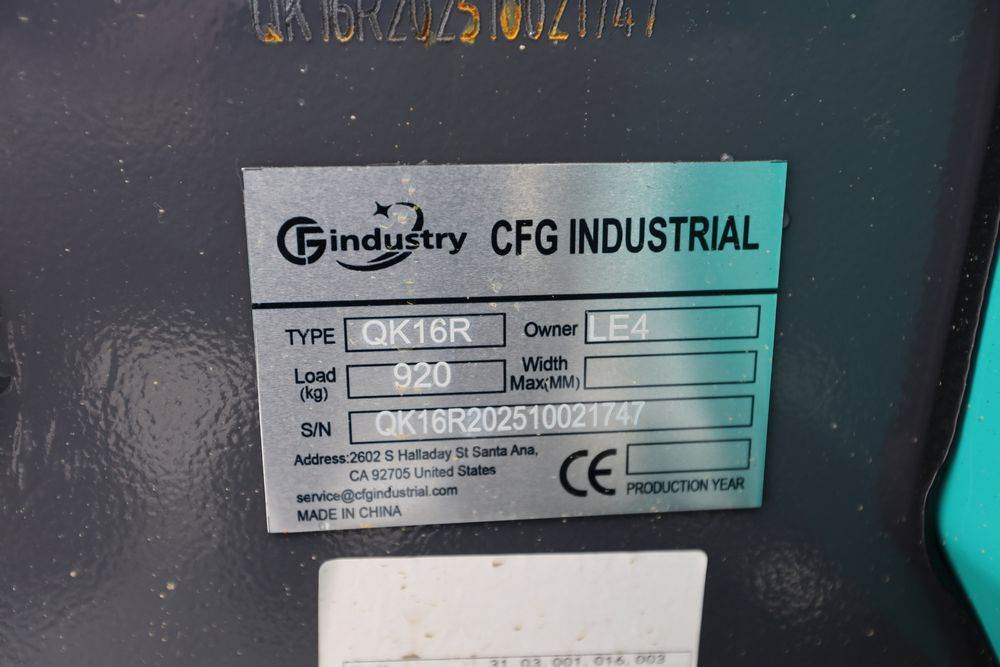 QK16R202510021747
GF industry CFG INDUSTRIAL
TYPE QK16R Owner LE4
Load (kg) 920 Width Max(MM)
S/N QK16R202510021747
Address:2602 S Halladay St Santa Ana,
CA 92705 United States
service@cfgindustrial.com
MADE IN CHINA
CE PRODUCTION YEAR
31.03.001.016.003